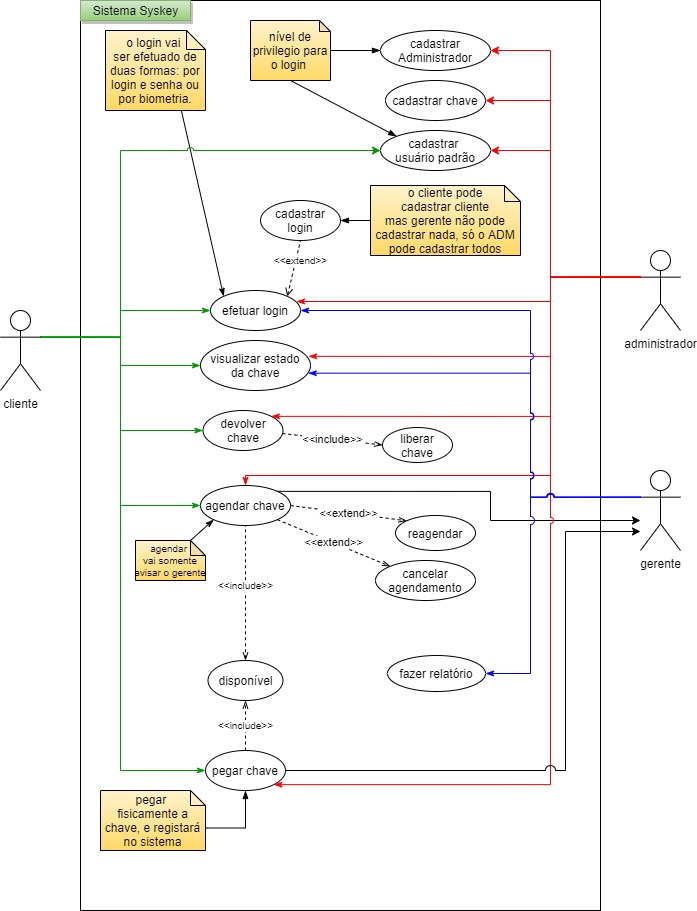 Sistema Syskey
o login vai
ser efetuado de
duas formas: por
login e senha ou
por biometria.
nível de
privilegio para
o login
cadastrar
Administrador
cadastrar chave
cadastrar
usuário padrão
cadastrar
login
o cliente pode
cadastrar cliente
mas gerente não pode
cadastrar nada, só o ADM
pode cadastrar todos
<<extend>>
efetuar login
administrador
visualizar estado
da chave
cliente
devolver
chave
<<include>>
liberar
chave
agendar chave
<<extend>>
reagendar
<<extend>>
cancelar
agendamento
agendar
vai somente
avisar o gerente
gerente
<<include>>
disponível
fazer relatório
<<include>>
pegar chave
pegar
fisicamente a
chave, e registará
no sistema